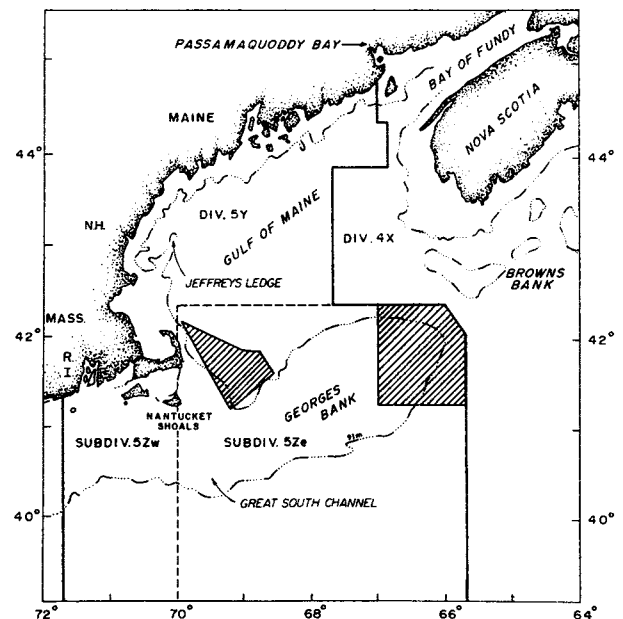 PASSAMAQUODDY BAY
BAY OF FUNDY
MAINE
NOVA SCOTIA
44°
44°
DIV. 5Y
GULF OF MAINE
N.H.
DIV. 4X
JEFFREYS LEDGE
BROWNS
BANK
MASS.
42°
42°
R.
I.
GEORGES
BANK
NANTUCKET
SHOALS
SUBDIV. 5Zw
SUBDIV. 5Ze
91m
GREAT SOUTH CHANNEL
40°
40°
72°
70°
68°
66°
64°